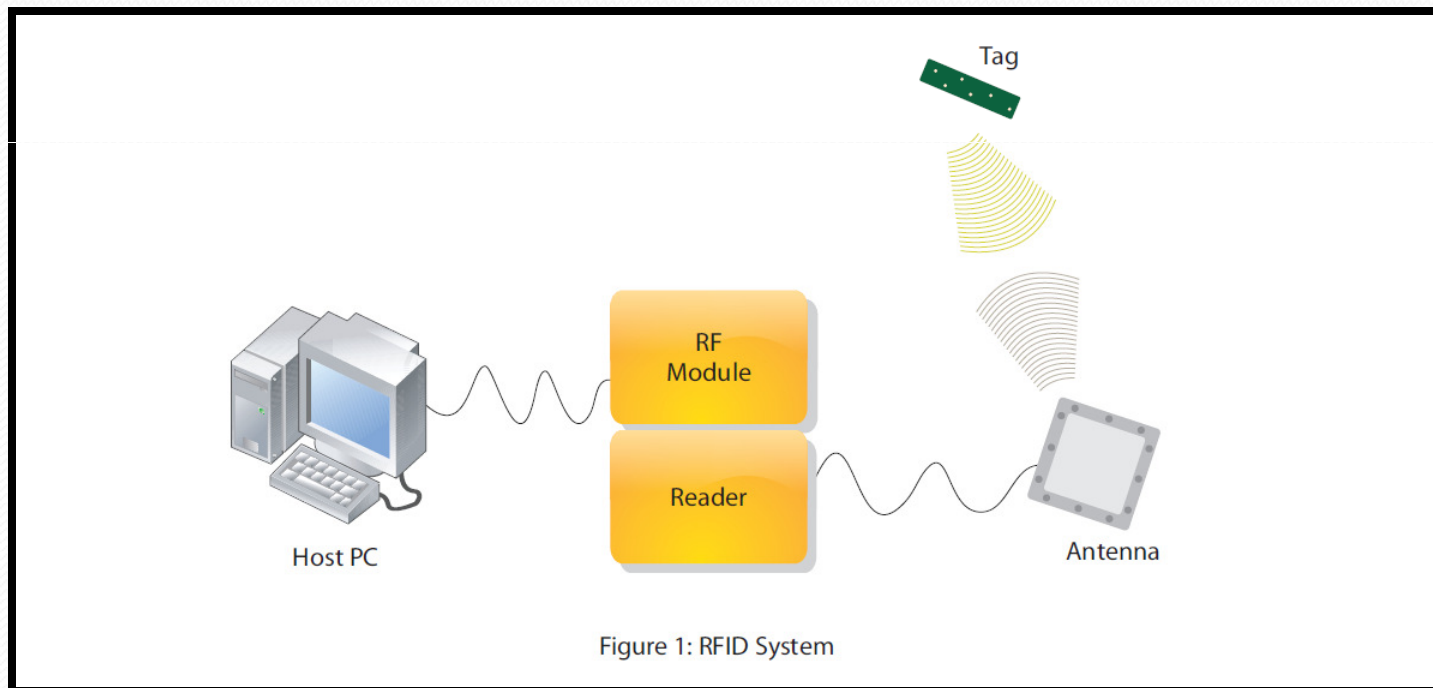 Tag
RF
Module
Reader
Host PC
Antenna
Figure 1: RFID System